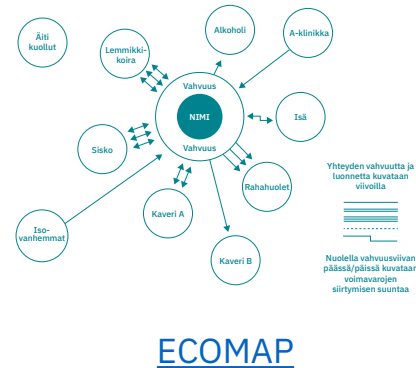 Äiti
kuollut
Lemmikki-
koira
Alkoholi
A-klinikka
Vahvuus
NIMI
Vahvuus
Isä
Sisko
Rahahuolet
Kaveri A
Iso-
vanhemmat
Kaveri B
Yhteyden vahvuutta ja
luonnetta kuvataan
viivoilla
Nuolella vahvuusviivan
päässä/päissä kuvataan
voimavarojen
siirtymisen suuntaa
ECOMAP